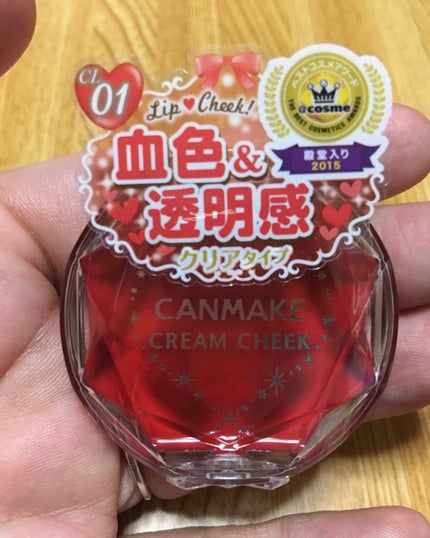 CL
01
Lip♥Cheek!
血色&
透明感
クリアタイプ
ベストコスメアワード
@cosme
THE BEST COSMETICS AWARDS
殿堂入り
2015
CANMAKE
CREAM CHEEK